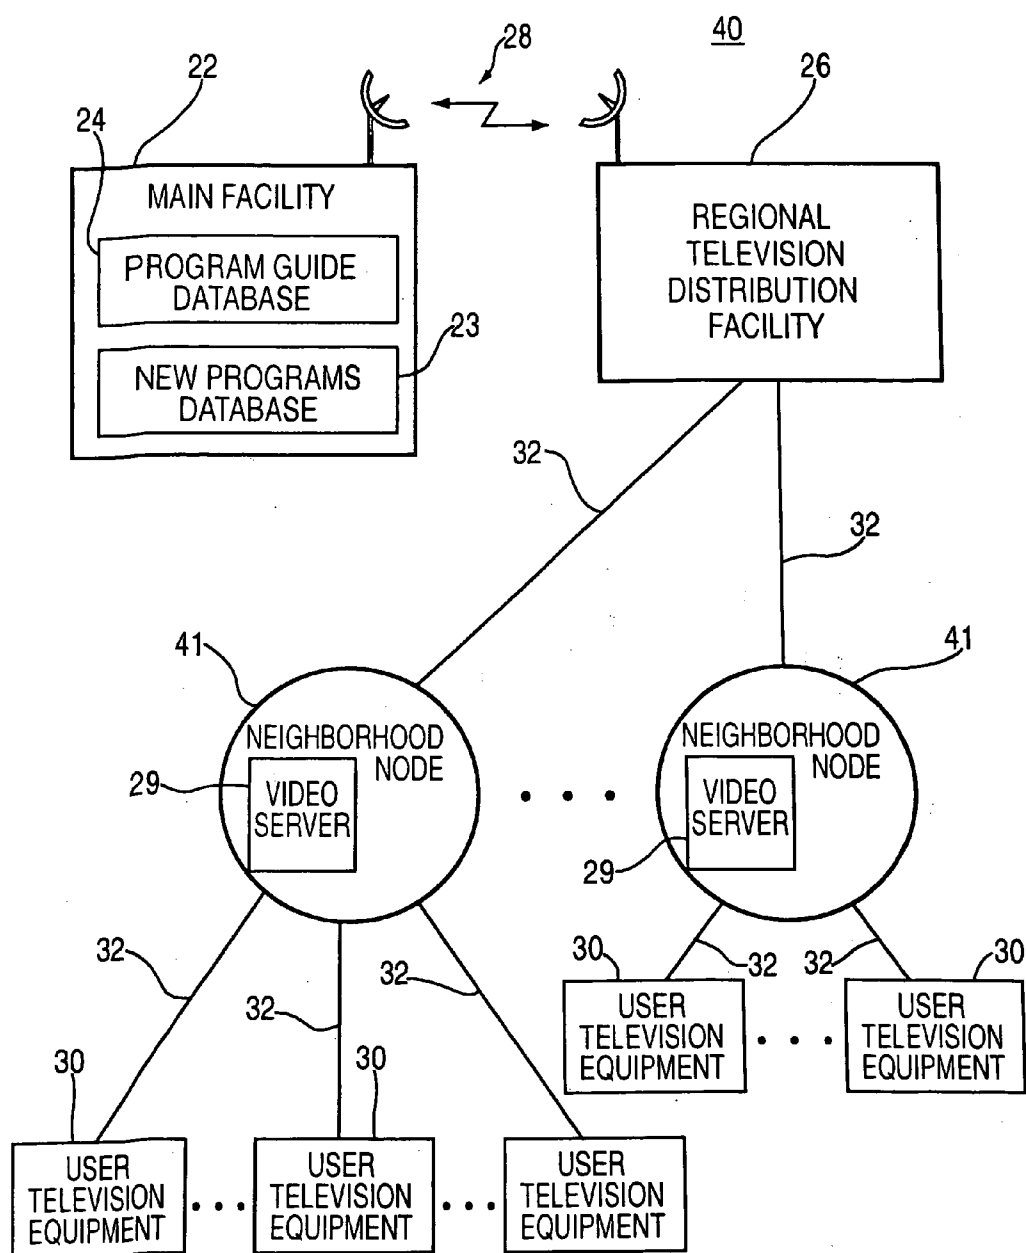 40
28
22
26
24
MAIN FACILITY
PROGRAM GUIDE
DATABASE
23
NEW PROGRAMS
DATABASE
REGIONAL
TELEVISION
DISTRIBUTION
FACILITY
32
32
41
NEIGHBORHOOD
NODE
29
VIDEO
SERVER
41
NEIGHBORHOOD
NODE
VIDEO
SERVER
29
32
32
32
30
32
32
30
USER
TELEVISION
EQUIPMENT
USER
TELEVISION
EQUIPMENT
30
30
USER
TELEVISION
EQUIPMENT
USER
TELEVISION
EQUIPMENT
USER
TELEVISION
EQUIPMENT